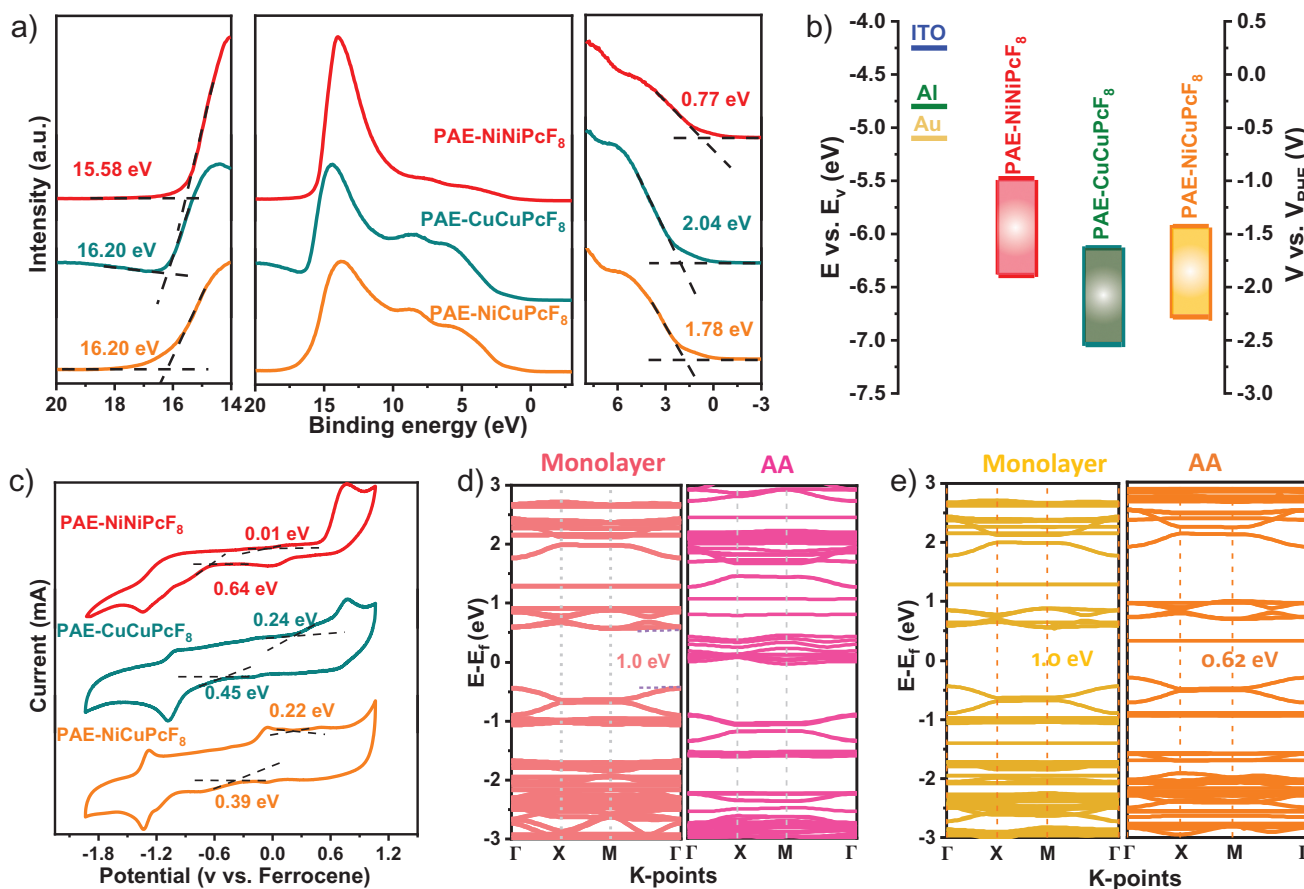 a)
Intensity (a.u.)
15.58 eV
16.20 eV
16.20 eV
20 18 16 14
PAE-NiNiPcF₈
PAE-CuCuPcF₈
PAE-NiCuPcF₈
20 15 10 5 0
0.77 eV
2.04 eV
1.78 eV
6 3 0 -3
Binding energy (eV)
b)
E vs. Eᵥ (eV)
-4.0
-4.5
-5.0
-5.5
-6.0
-6.5
-7.0
-7.5
ITO
Al
Au
PAE-NiNiPcF₈
PAE-CuCuPcF₈
PAE-NiCuPcF₈
0.5
0.0
-0.5
-1.0
-1.5
-2.0
-2.5
-3.0
V vs. V_RHE (V)
c)
Current (mA)
PAE-NiNiPcF₈
0.01 eV
0.64 eV
PAE-CuCuPcF₈
0.24 eV
0.45 eV
PAE-NiCuPcF₈
0.22 eV
0.39 eV
-1.8 -1.2 -0.6 0.0 0.6 1.2
Potential (v vs. Ferrocene)
d)
Monolayer AA
E-E_f (eV)
3
2
1
0
-1
-2
-3
1.0 eV
Γ X M Γ X M Γ
K-points
e)
Monolayer AA
E-E_f (eV)
3
2
1
0
-1
-2
-3
1.0 eV
0.62 eV
Γ X M Γ X M Γ
K-points